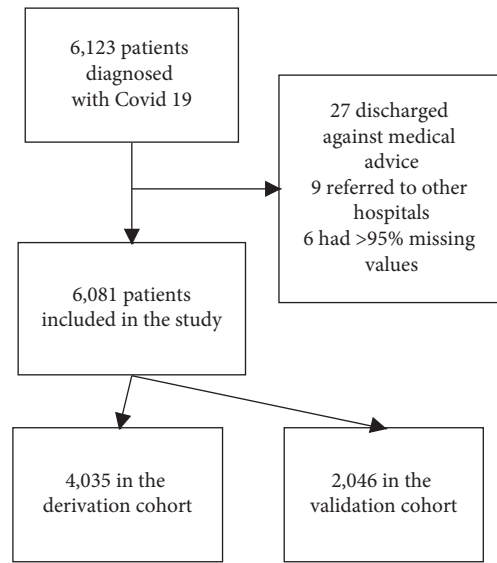 6,123 patients
diagnosed
with Covid 19
27 discharged
against medical
advice
9 referred to other
hospitals
6 had >95% missing
values
6,081 patients
included in the study
4,035 in the
derivation cohort
2,046 in the
validation cohort